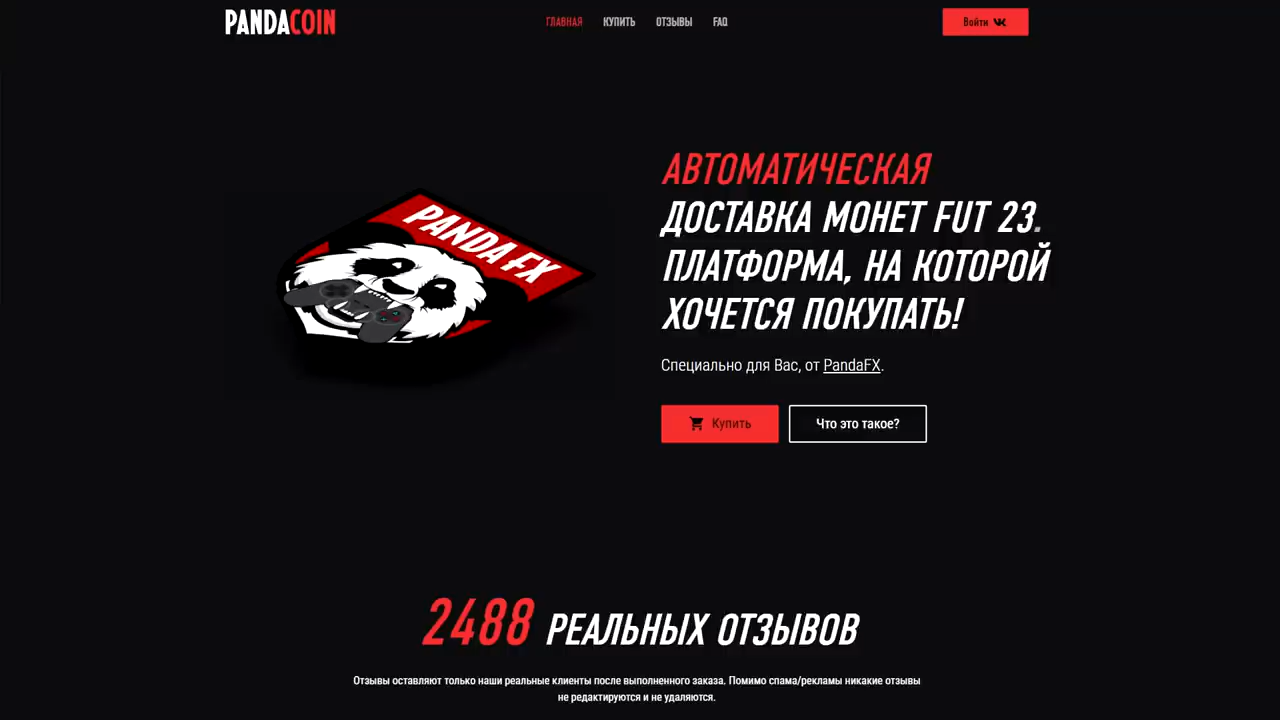 PANDACOIN
ГЛАВНАЯ
КУПИТЬ
ОТЗЫВЫ
FAQ
Войти
PANDA FX
АВТОМАТИЧЕСКАЯ
ДОСТАВКА МОНЕТ FUT 23.
ПЛАТФОРМА, НА КОТОРОЙ
ХОЧЕТСЯ ПОКУПАТЬ!
Специально для Вас, от PandaFX.
Купить
Что это такое?
2488 РЕАЛЬНЫХ ОТЗЫВОВ
Отзывы оставляют только наши реальные клиенты после выполненного заказа. Помимо спама/рекламы никакие отзывы
не редактируются и не удаляются.